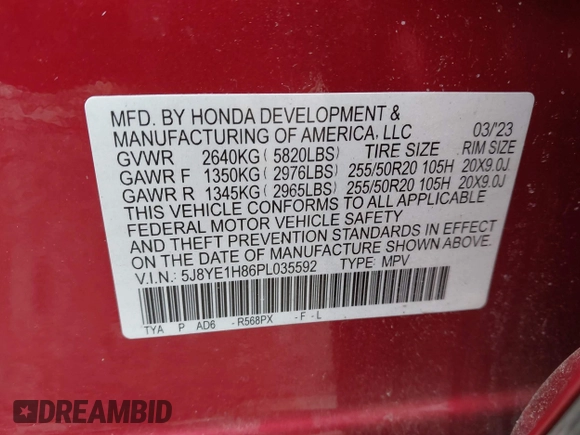 MFD. BY HONDA DEVELOPMENT &
MANUFACTURING OF AMERICA, LLC 03/'23
GVWR 2640KG ( 5820LBS) TIRE SIZE RIM SIZE
GAWR F 1350KG ( 2976LBS) 255/50R20 105H 20X9.0J
GAWR R 1345KG ( 2965LBS) 255/50R20 105H 20X9.0J
THIS VEHICLE CONFORMS TO ALL APPLICABLE
FEDERAL MOTOR VEHICLE SAFETY
AND THEFT PREVENTION STANDARDS IN EFFECT
ON THE DATE OF MANUFACTURE SHOWN ABOVE.
V.I.N.: 5J8YE1H86PL035592 TYPE: MPV
TYA P AD6 -R568PX -F-L
DREAMBID